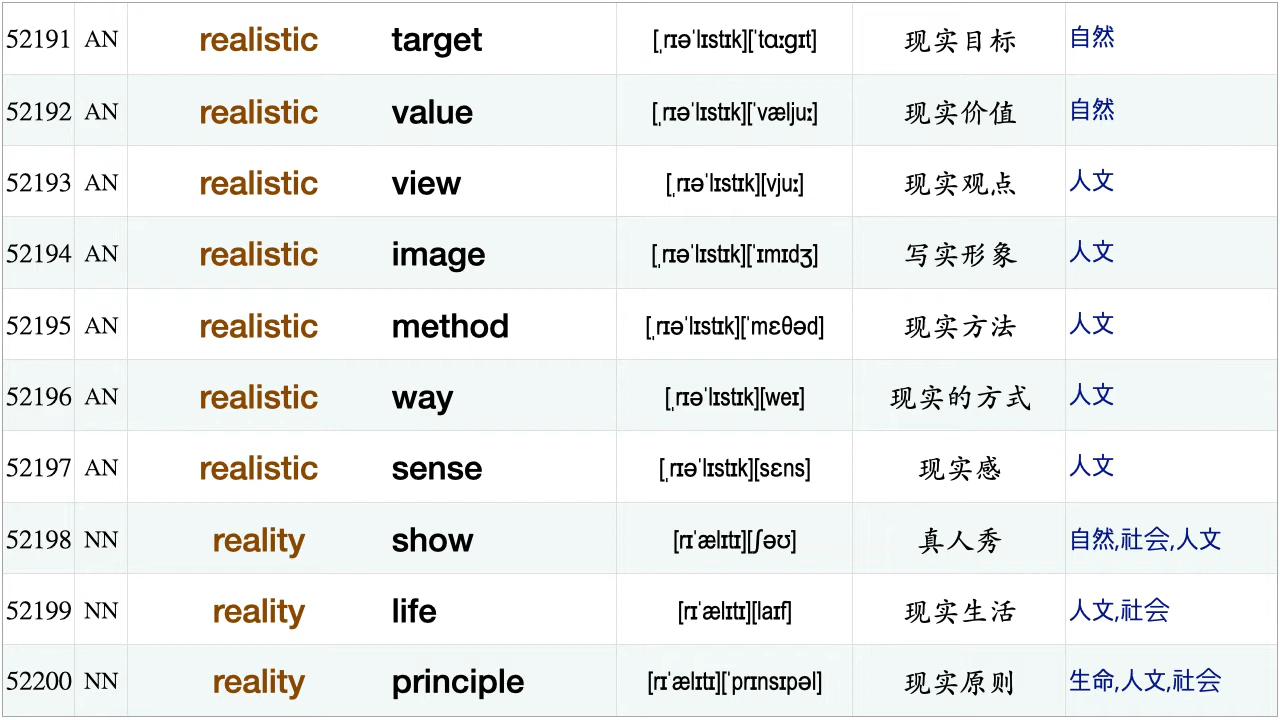 52191 AN realistic target [ˌrɪəˈlɪstɪk][ˈtɑːgɪt] 现实目标 自然
52192 AN realistic value [ˌrɪəˈlɪstɪk][ˈvæljuː] 现实价值 自然
52193 AN realistic view [ˌrɪəˈlɪstɪk][vjuː] 现实观点 人文
52194 AN realistic image [ˌrɪəˈlɪstɪk][ˈɪmɪdʒ] 写实形象 人文
52195 AN realistic method [ˌrɪəˈlɪstɪk][ˈmɛθəd] 现实方法 人文
52196 AN realistic way [ˌrɪəˈlɪstɪk][weɪ] 现实的方式 人文
52197 AN realistic sense [ˌrɪəˈlɪstɪk][sɛns] 现实感 人文
52198 NN reality show [rɪˈælɪtɪ][ʃəʊ] 真人秀 自然,社会,人文
52199 NN reality life [rɪˈælɪtɪ][laɪf] 现实生活 人文,社会
52200 NN reality principle [rɪˈælɪtɪ][ˈprɪnsɪpəl] 现实原则 生命,人文,社会